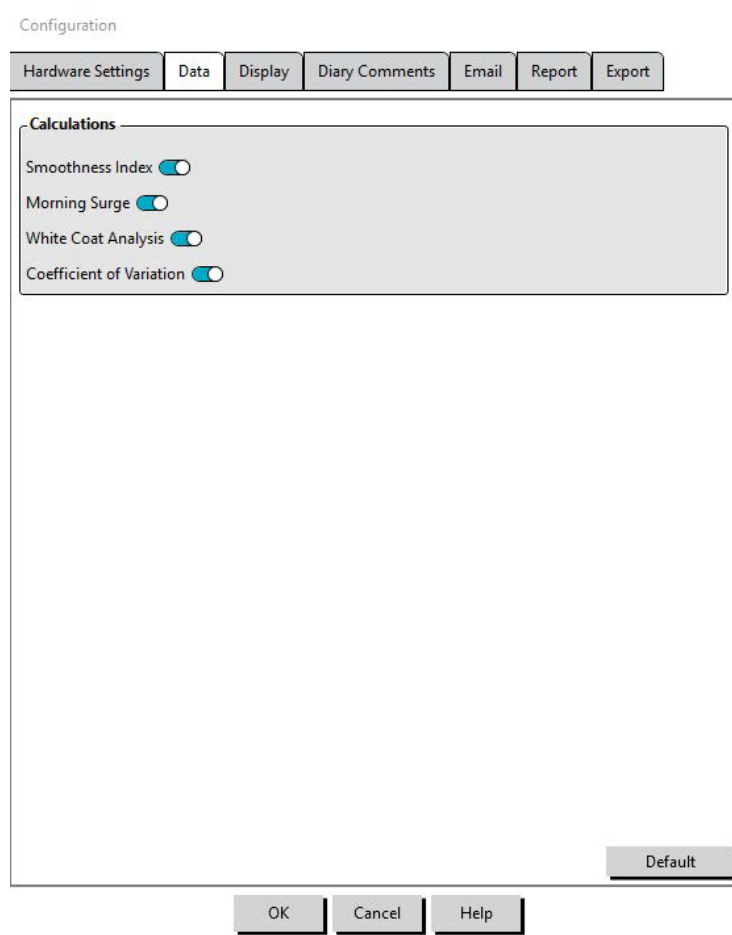 Configuration
Hardware Settings Data Display Diary Comments Email Report Export
Calculations
Smoothness Index
Morning Surge
White Coat Analysis
Coefficient of Variation
Default
OK Cancel Help